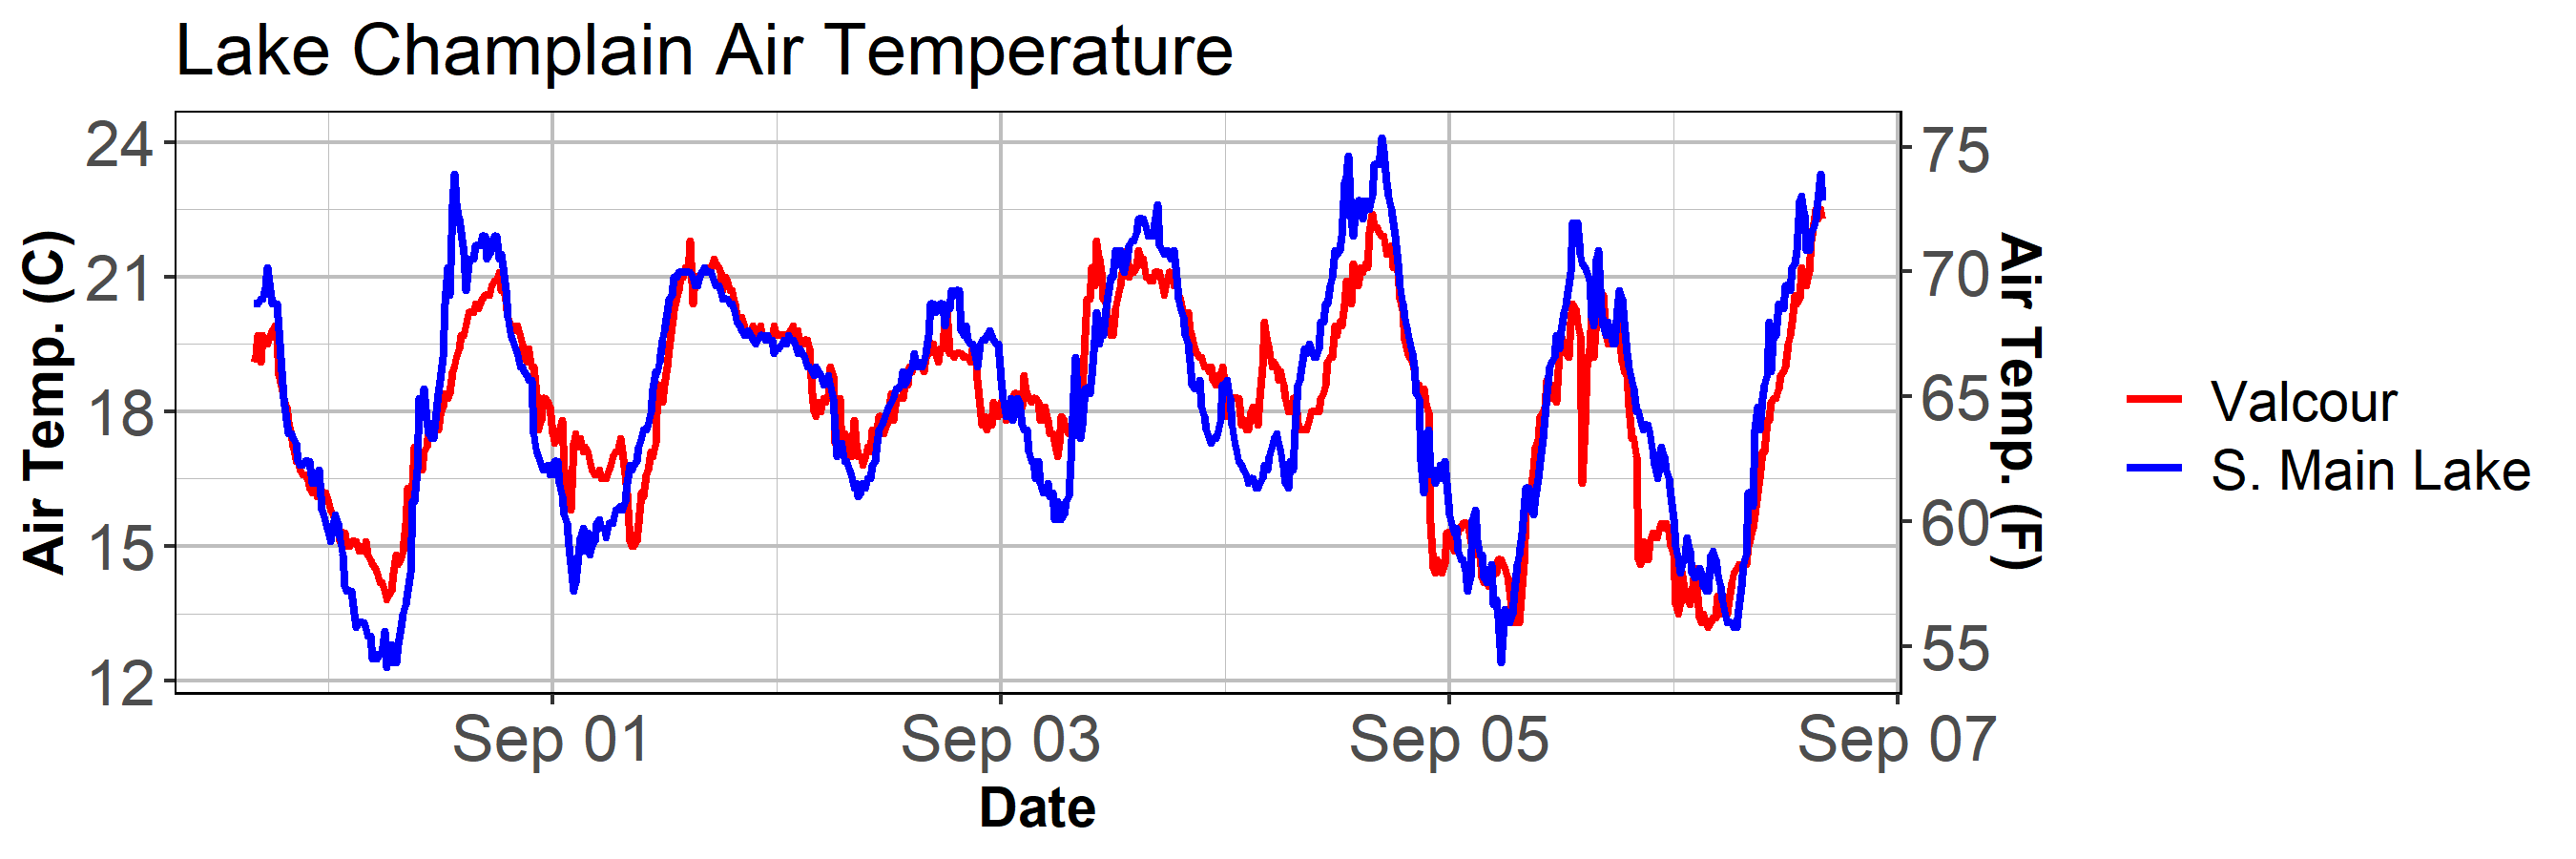 Lake Champlain Air Temperature
Air Temp. (C)
24
21
18
15
12
75
70
65
60
55
Air Temp. (F)
Sep 01
Sep 03
Sep 05
Sep 07
Date
Valcour
S. Main Lake